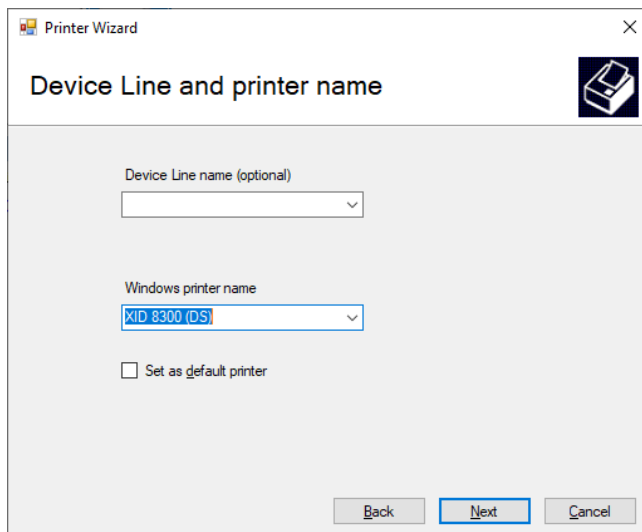 Printer Wizard
Device Line and printer name
Device Line name (optional)
Windows printer name
XID 8300 (DS)
Set as default printer
Back Next Cancel